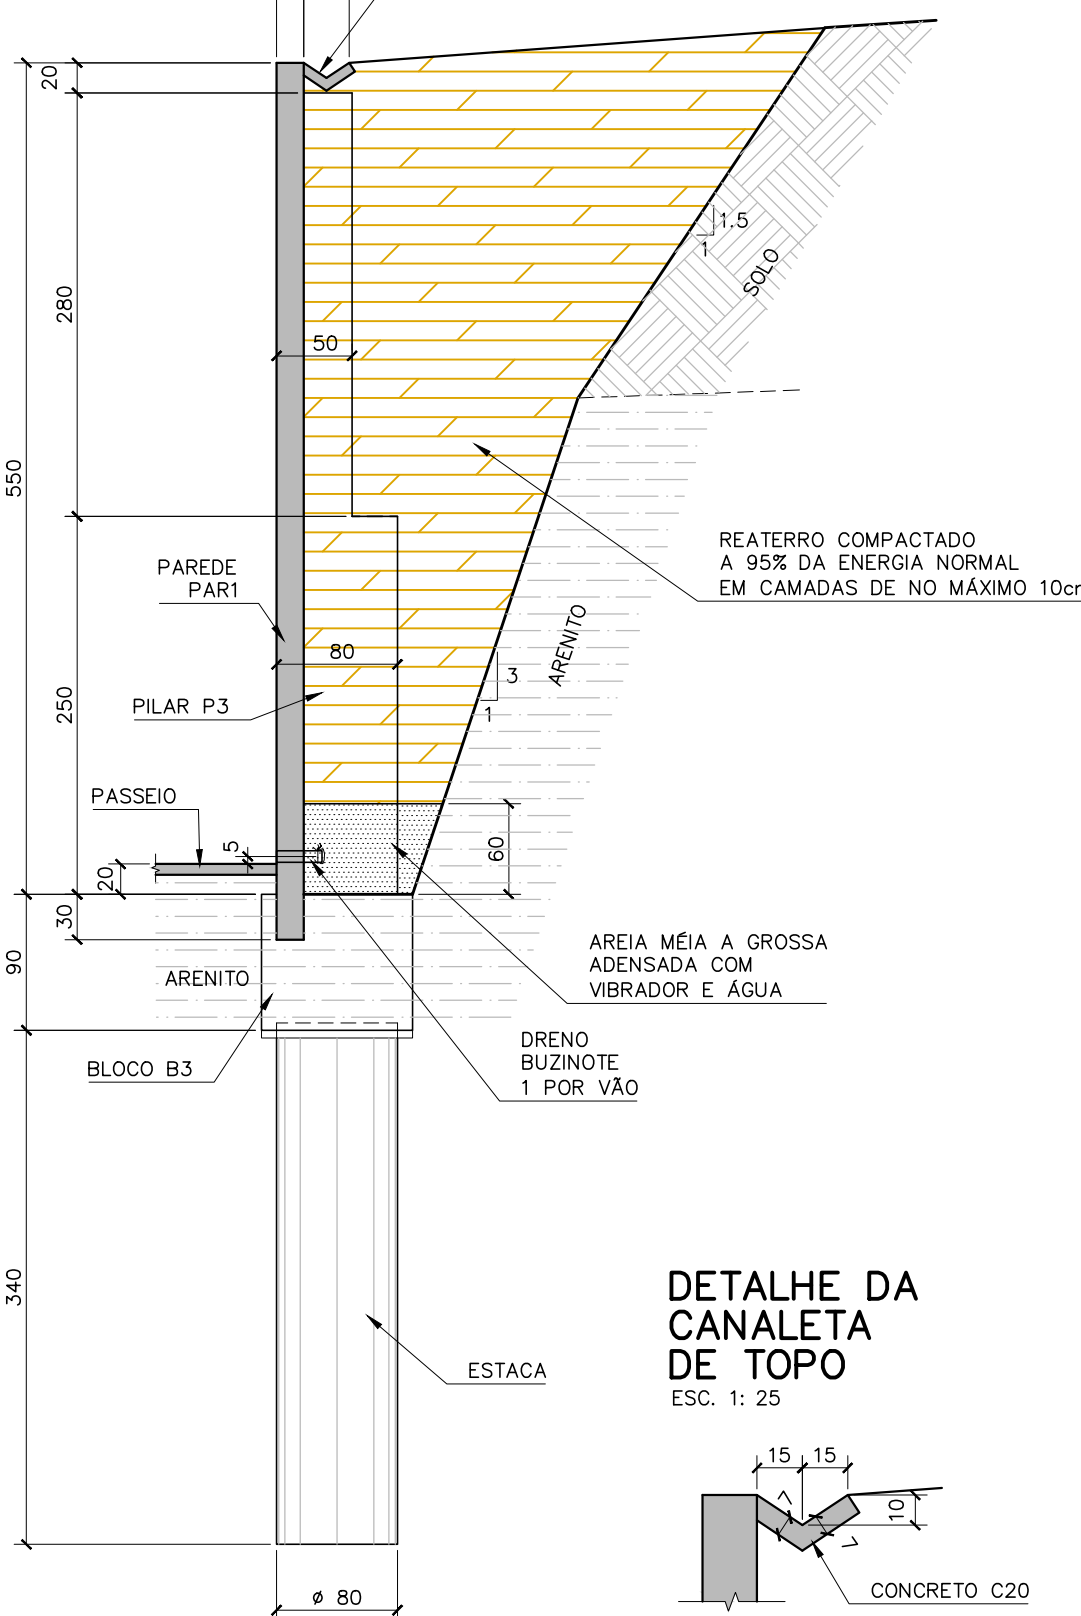 20
1.5
1
SOLO
280
50
550
REATERRO COMPACTADO
A 95% DA ENERGIA NORMAL
EM CAMADAS DE NO MÁXIMO 10cm
PAREDE
PAR1
ARENITO
80
3
1
PILAR P3
250
PASSEIO
5
60
20
30
90
ARENITO
AREIA MÉIA A GROSSA
ADENSADA COM
VIBRADOR E ÁGUA
DRENO
BUZINOTE
1 POR VÃO
BLOCO B3
340
ESTACA
ø 80
DETALHE DA
CANALETA
DE TOPO
ESC. 1: 25
15 15
7
10
7
CONCRETO C20